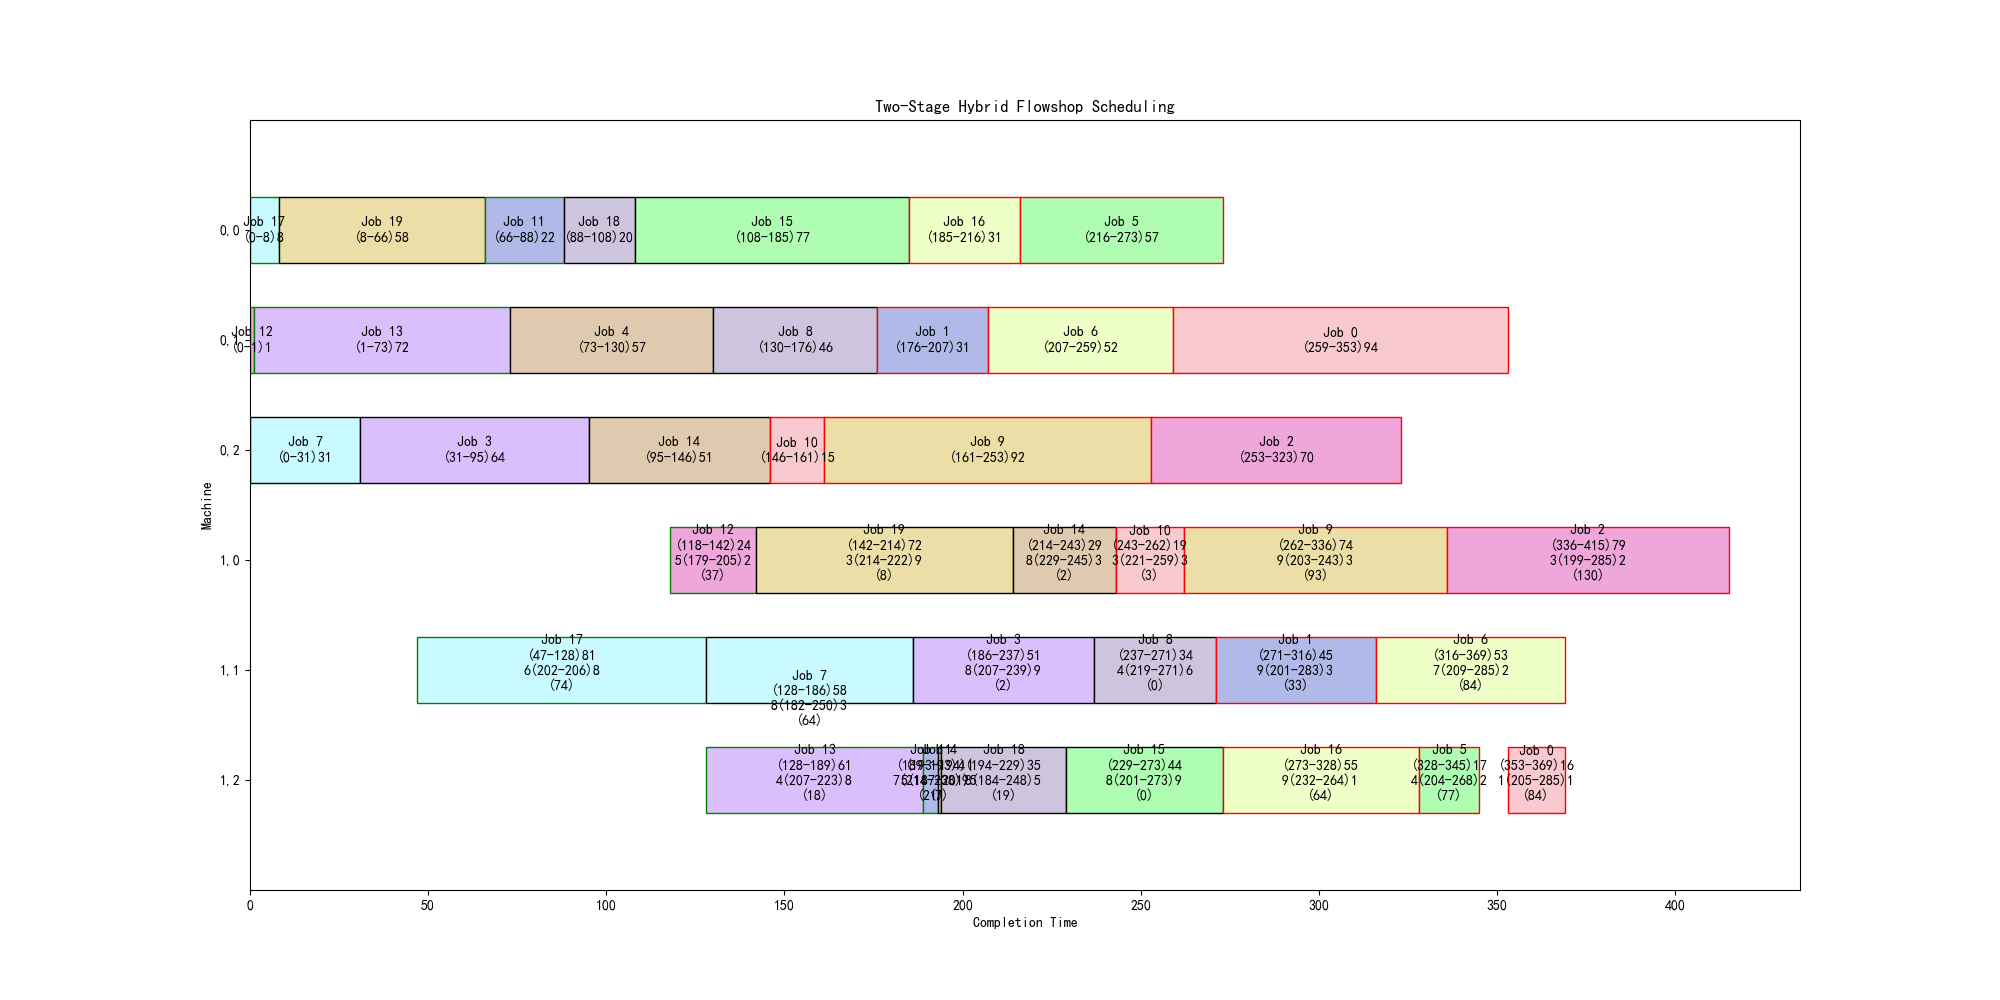 Two-Stage Hybrid Flowshop Scheduling
0,0
Job 17
(0-8)8
Job 19
(8-66)58
Job 11
(66-88)22
Job 18
(88-108)20
Job 15
(108-185)77
Job 16
(185-216)31
Job 5
(216-273)57
0,1
Job 12
(0-1)1
Job 13
(1-73)72
Job 4
(73-130)57
Job 8
(130-176)46
Job 1
(176-207)31
Job 6
(207-259)52
Job 0
(259-353)94
0,2
Job 7
(0-31)31
Job 3
(31-95)64
Job 14
(95-146)51
Job 10
(146-161)15
Job 9
(161-253)92
Job 2
(253-323)70
Machine
1,0
Job 12
(118-142)24
5(179-205)2
(37)
Job 19
(142-214)72
3(214-222)9
(8)
Job 14
(214-243)29
8(229-245)3
(2)
Job 10
(243-262)19
3(221-259)3
(3)
Job 9
(262-336)74
9(203-243)3
(93)
Job 2
(336-415)79
3(199-285)2
(130)
1,1
Job 17
(47-128)81
6(202-206)8
(74)
Job 7
(128-186)58
8(182-250)3
(64)
Job 3
(186-237)51
8(207-239)9
(2)
Job 8
(237-271)34
4(219-271)6
(0)
Job 1
(271-316)45
9(201-283)3
(33)
Job 6
(316-369)53
7(209-285)2
(84)
1,2
Job 13
(128-189)61
4(207-223)8
(18)
Job 18
(194-229)35
(184-248)5
(19)
Job 15
(229-273)44
8(201-273)9
(0)
Job 16
(273-328)55
9(232-264)1
(64)
Job 5
(328-345)17
4(204-268)2
(77)
Job 0
(353-369)16
1(205-285)1
(84)
0
50
100
150
200
250
300
350
400
Completion Time